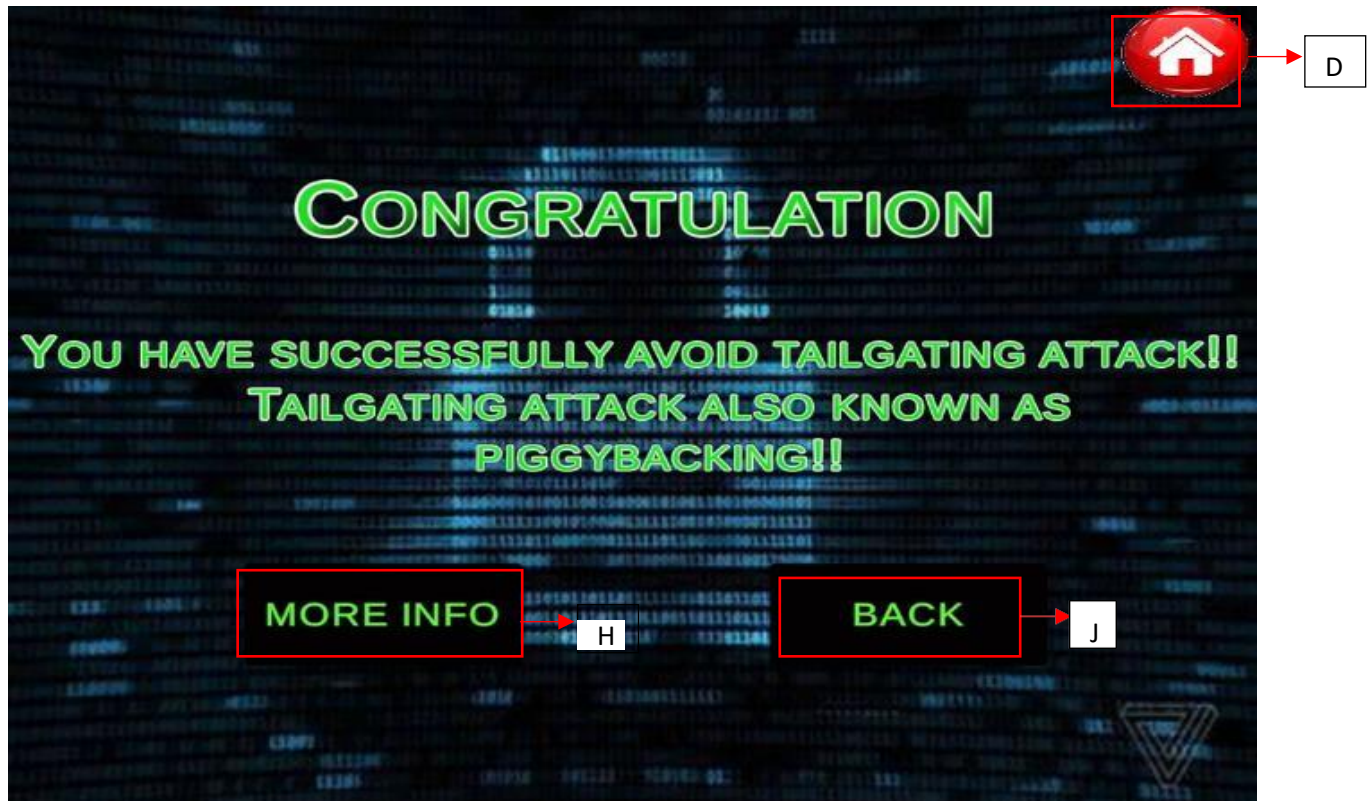 D
CONGRATULATION
YOU HAVE SUCCESSFULLY AVOID TAILGATING ATTACK!!
TAILGATING ATTACK ALSO KNOWN AS
PIGGYBACKING!!
MORE INFO
H
BACK
J